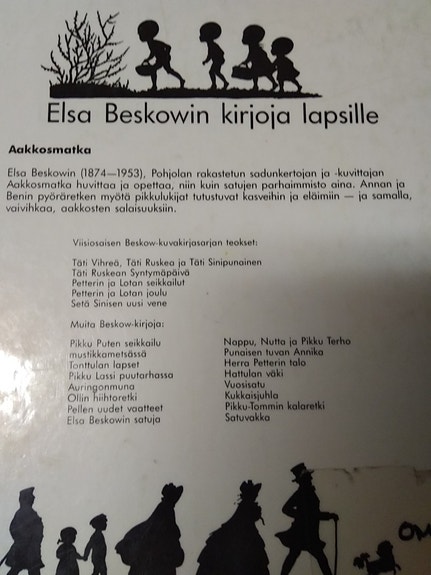 Elsa Beskowin kirjoja lapsille
Aakkosmatka
Elsa Beskowin (1874—1953), Pohjolan rakastetun sadunkertojan ja -kuvittajan
Aakkosmatka huvittaa ja opettaa, niin kuin satujen parhaimmisto aina. Annan ja
Benin pyöräretken myötä pikkulukijat tutustuvat kasveihin ja eläimiin — ja samalla,
vaivihkaa, aakkosten salaisuuksiin.
Viisiosaisen Beskow-kuvakirjasarjan teokset:
Täti Vihreä, Täti Ruskea ja Täti Sinipunainen
Täti Ruskean Syntymäpäivä
Petterin ja Lotan seikkailut
Petterin ja Lotan joulu
Setä Sinisen uusi vene
Muita Beskow-kirjoja:
Pikku Puten seikkailu
mustikkametsässä
Tonttulan lapset
Pikku Lassi puutarhassa
Auringonmuna
Ollin hiihtoretki
Pellen uudet vaatteet
Elsa Beskowin satuja
Nappu, Nutta ja Pikku Terho
Punaisen tuvan Annika
Herra Petterin talo
Hattulan väki
Vuosisatu
Kukkaisjuhla
Pikku-Tommin kalaretki
Satuvakka